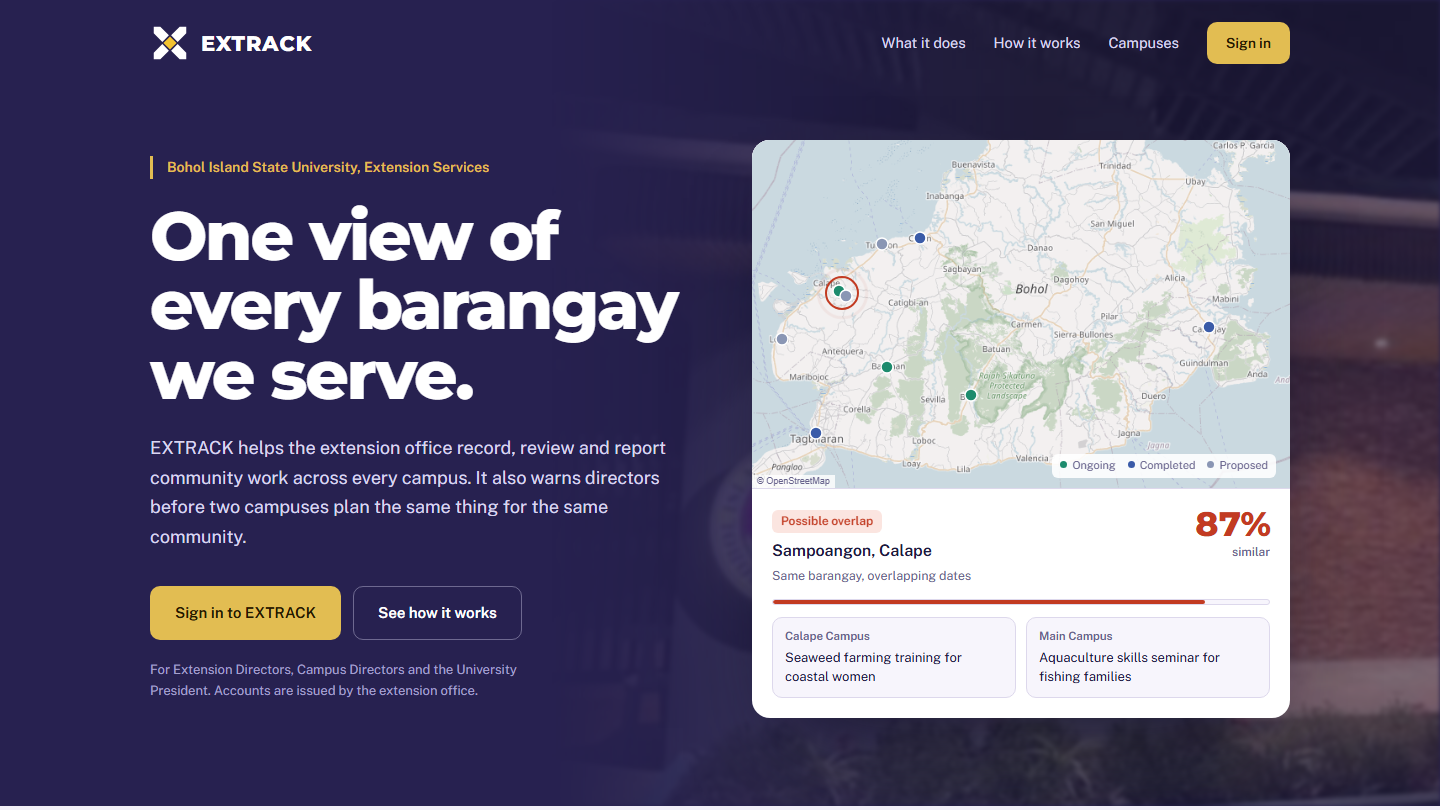 EXTRACK
What it does
How it works
Campuses
Sign in
Bohol Island State University, Extension Services
One view of
every barangay
we serve.
EXTRACK helps the extension office record, review and report
community work across every campus. It also warns directors
before two campuses plan the same thing for the same
community.
Sign in to EXTRACK
See how it works
For Extension Directors, Campus Directors and the University
President. Accounts are issued by the extension office.
Carlos P. Garcia
Buenavista
Trinidad
Ubay
Inabanga
San Miguel
Danao
Sagbayan
Dagohoy
Alicia
Bohol
Mabini
Catigbi-an
Pilar
Carmen
Sierra Bullones
Antequera
Batuan
Guindulman
Maribojoc
Rajah Sikatuna
Protected
Landscape
Anda
Sevilla
Duero
Corella
Loboc
Jagna
Jagna
Loay
Lila
Valencia
Panglao
Ongoing
Completed
Proposed
© OpenStreetMap
Possible overlap
87%
similar
Sampoangon, Calape
Same barangay, overlapping dates
Calape Campus
Seaweed farming training for
coastal women
Main Campus
Aquaculture skills seminar for
fishing families